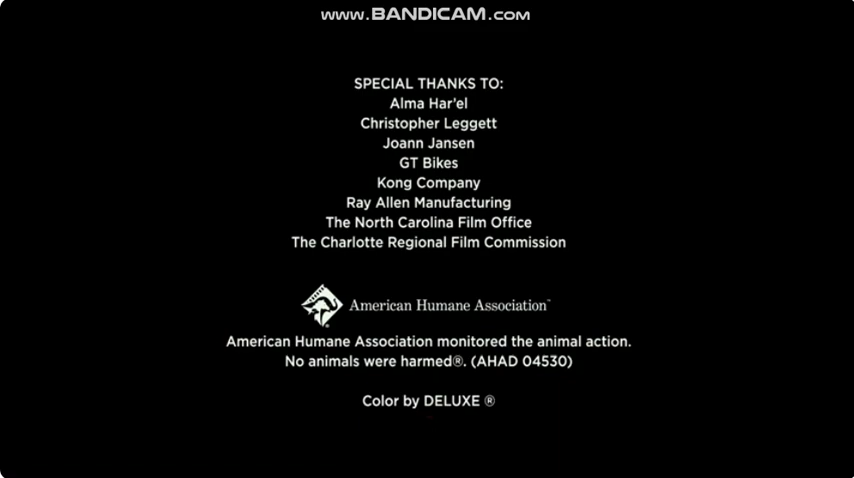 www.BANDICAM.com
SPECIAL THANKS TO:
Alma Har'el
Christopher Leggett
Joann Jansen
GT Bikes
Kong Company
Ray Allen Manufacturing
The North Carolina Film Office
The Charlotte Regional Film Commission
American Humane Association™
American Humane Association monitored the animal action.
No animals were harmed®. (AHAD 04530)
Color by DELUXE ®